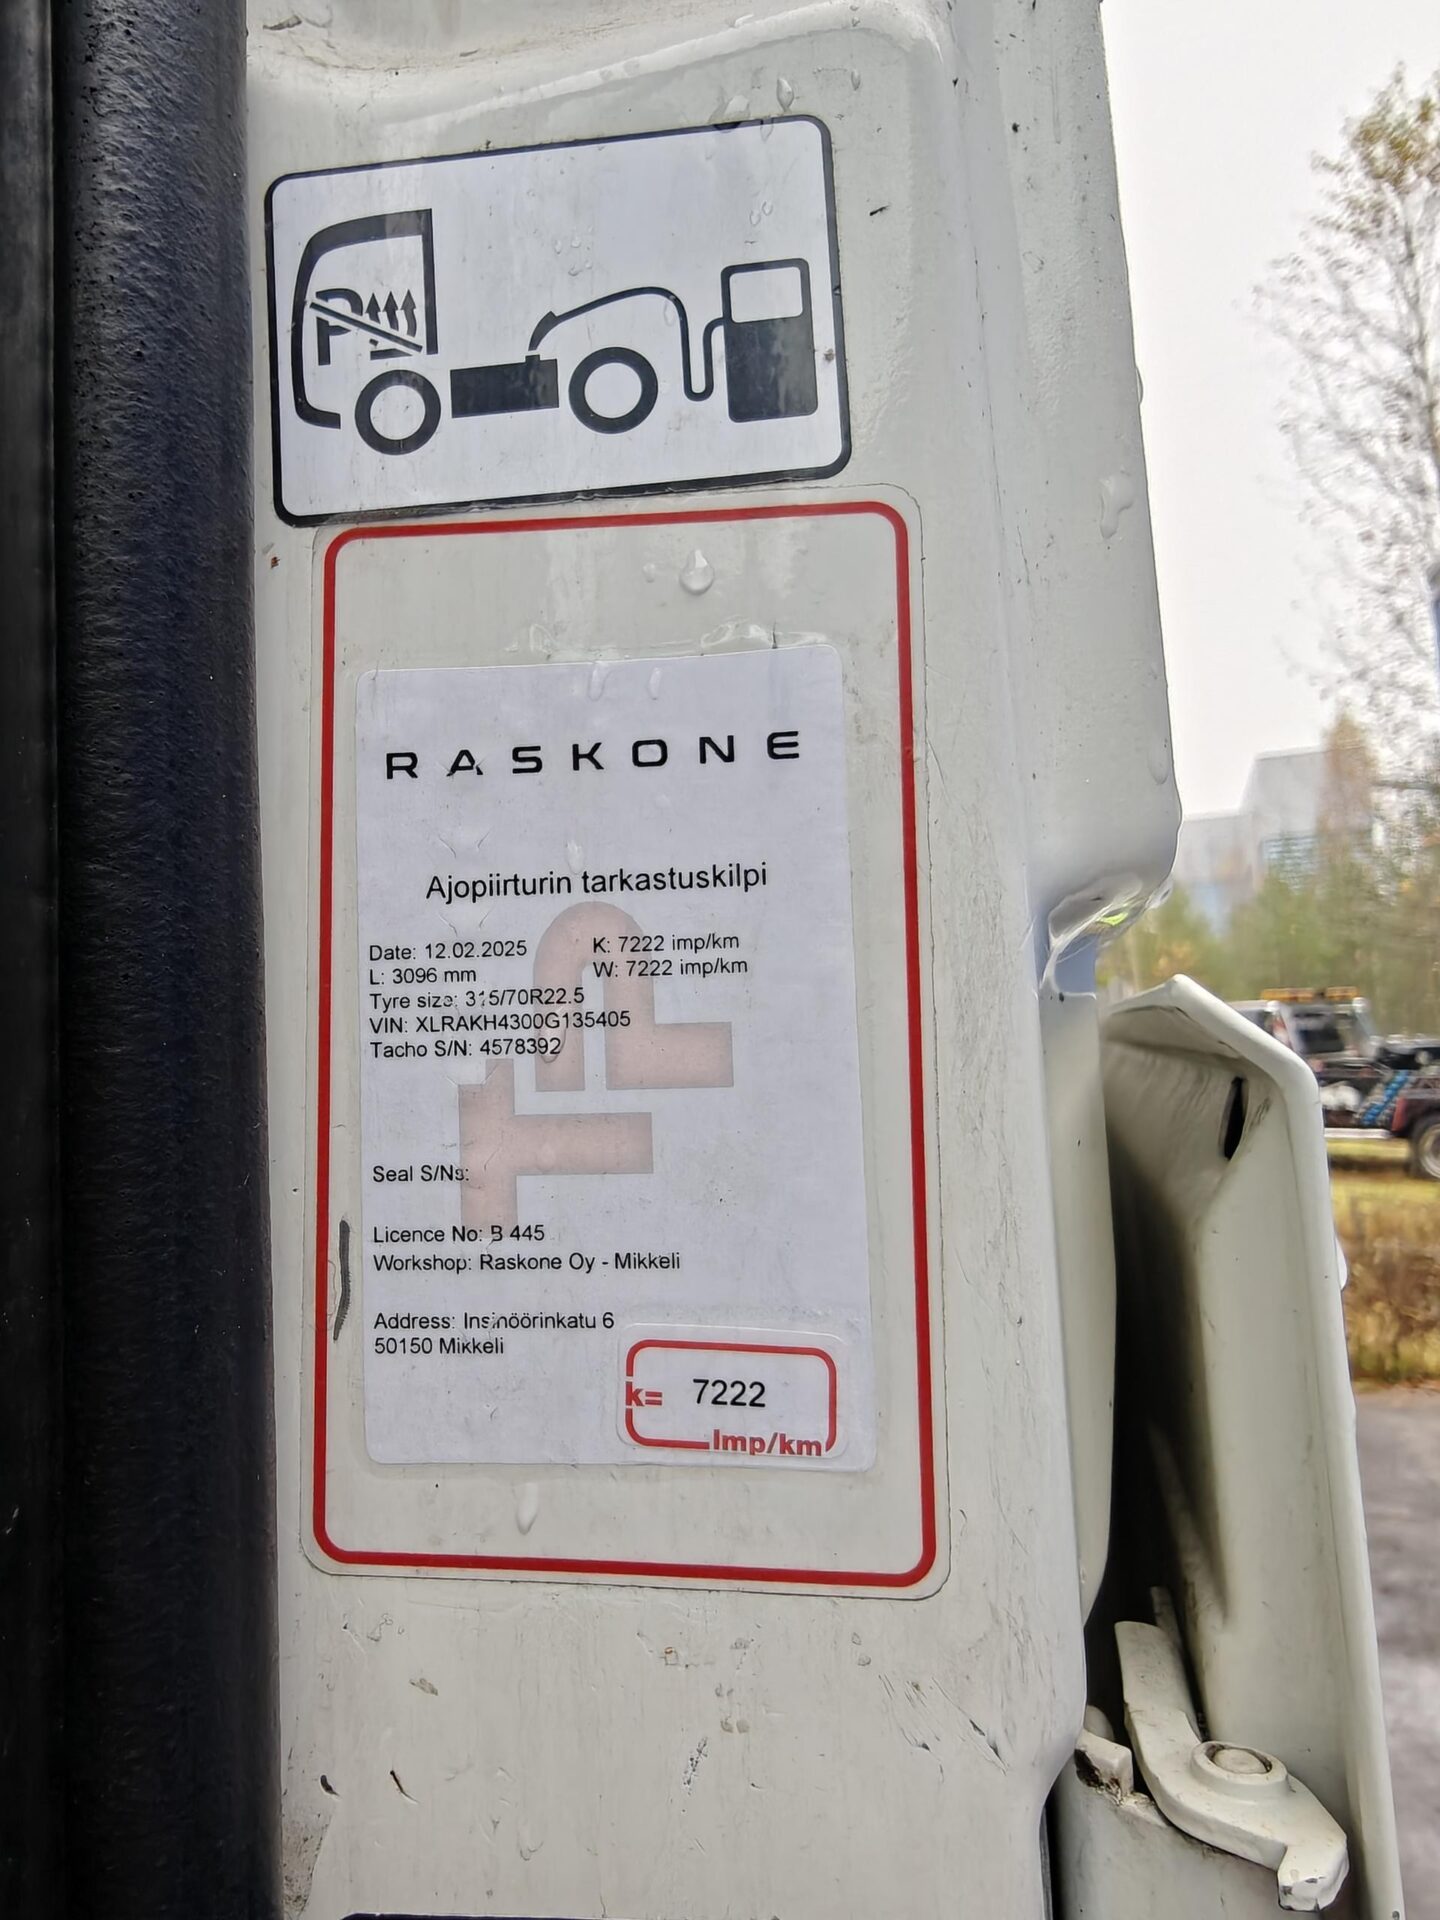 P
RASKONE
Ajopiirturin tarkastuskilpi
Date: 12.02.2025 K: 7222 imp/km
L: 3096 mm W: 7222 imp/km
Tyre size: 315/70R22.5
VIN: XLRAKH4300G135405
Tacho S/N: 4578392
Seal S/Ns:
Licence No: B 445
Workshop: Raskone Oy - Mikkeli
Address: Insinöörinkatu 6
50150 Mikkeli
k= 7222
Imp/km